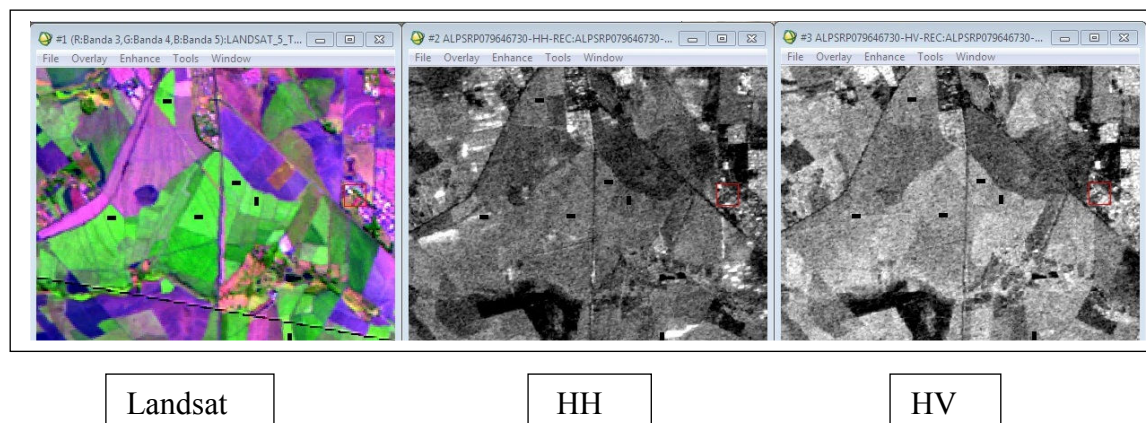 #1 (R:Banda 3,G:Banda 4,B:Banda 5):LANDSAT_5_T...
File Overlay Enhance Tools Window
#2 ALPSRP079646730-HH-REC:ALPSRP079646730-...
File Overlay Enhance Tools Window
#3 ALPSRP079646730-HV-REC:ALPSRP079646730-...
File Overlay Enhance Tools Window
Landsat
HH
HV